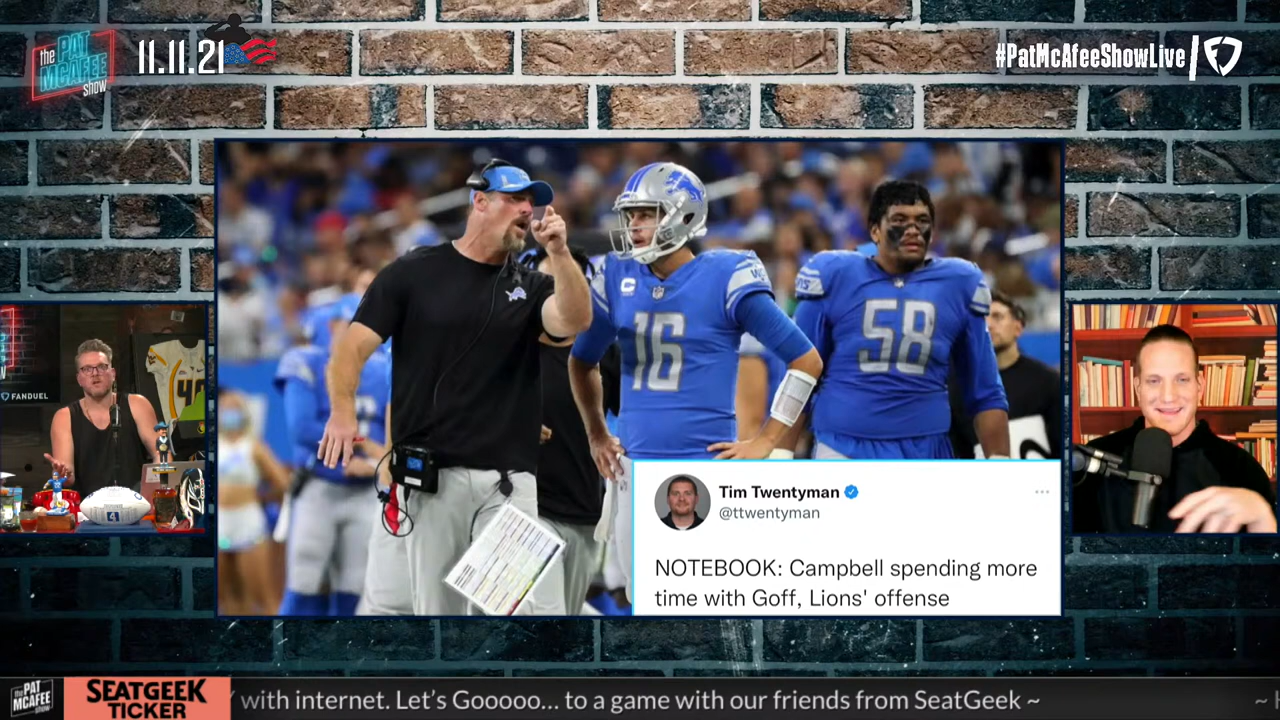 the
PAT
MCAFEE
show
11.11.21
#PatMcAfeeShowLive
FANDUEL
16
58
C
Tim Twentyman
@ttwentyman
NOTEBOOK: Campbell spending more
time with Goff, Lions' offense
the
PAT
MCAFEE
show
SEATGEEK
TICKER
with internet. Let's Gooooo... to a game with our friends from SeatGeek ~
~